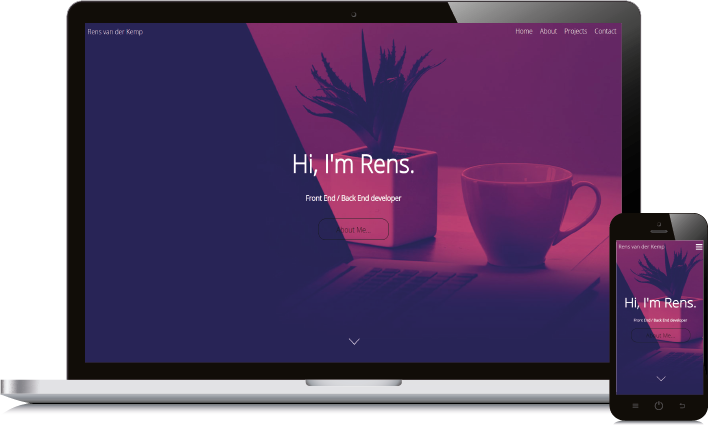 Rens van der Kemp
Home About Projects Contact
Hi, I'm Rens.
Front End / Back End developer
About Me...
Rens van der Kemp
Hi, I'm Rens.
Front End / Back End developer
About Me...